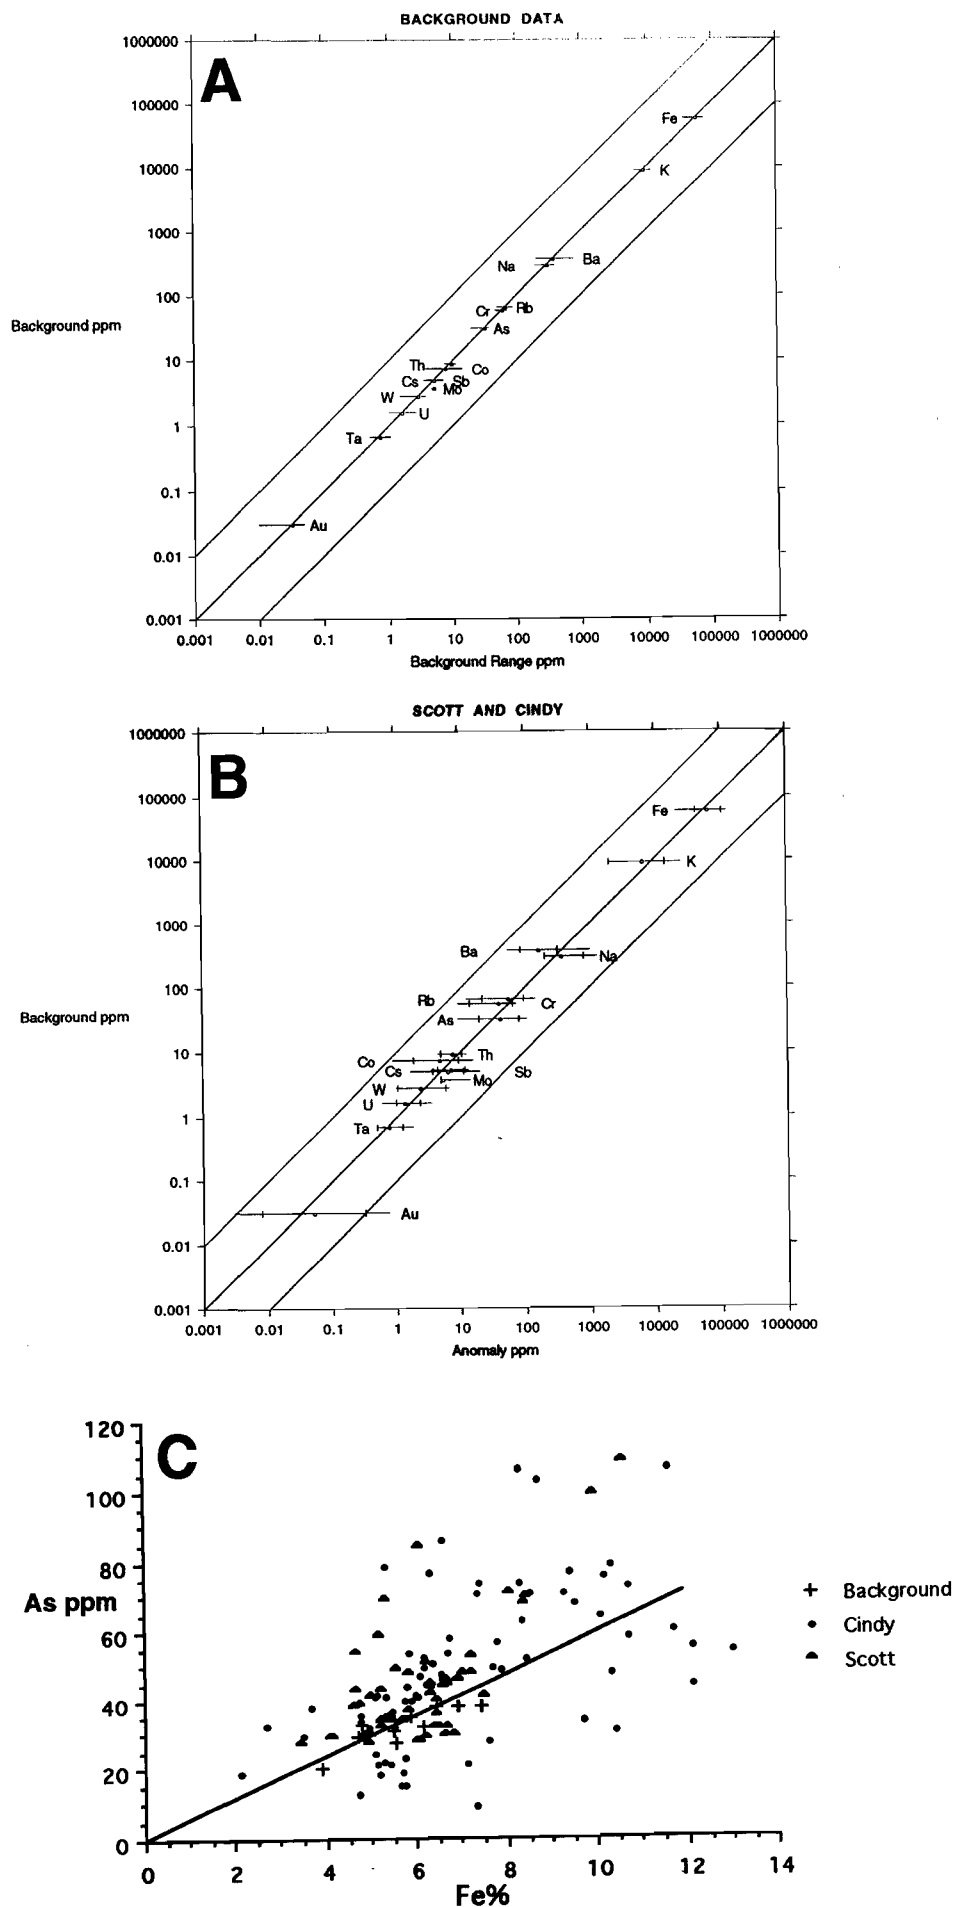 BACKGROUND DATA
A
1000000
100000
10000
1000
100
10
1
0.1
0.01
0.001
Background ppm
Fe
K
Ba
Na
Rb
Cr
As
Th
Co
Cs
Sb
Mo
W
U
Ta
Au
0.001 0.01 0.1 1 10 100 1000 10000 100000 1000000
Background Range ppm
SCOTT AND CINDY
B
1000000
100000
10000
1000
100
10
1
0.1
0.01
0.001
Background ppm
Fe
K
Ba
Na
Rb
Cr
As
Th
Co
Cs
Sb
Mo
W
U
Ta
Au
0.001 0.01 0.1 1 10 100 1000 10000 100000 1000000
Anomaly ppm
C
120
100
80
60
40
20
0
As ppm
Background
Cindy
Scott
0 2 4 6 8 10 12 14
Fe%